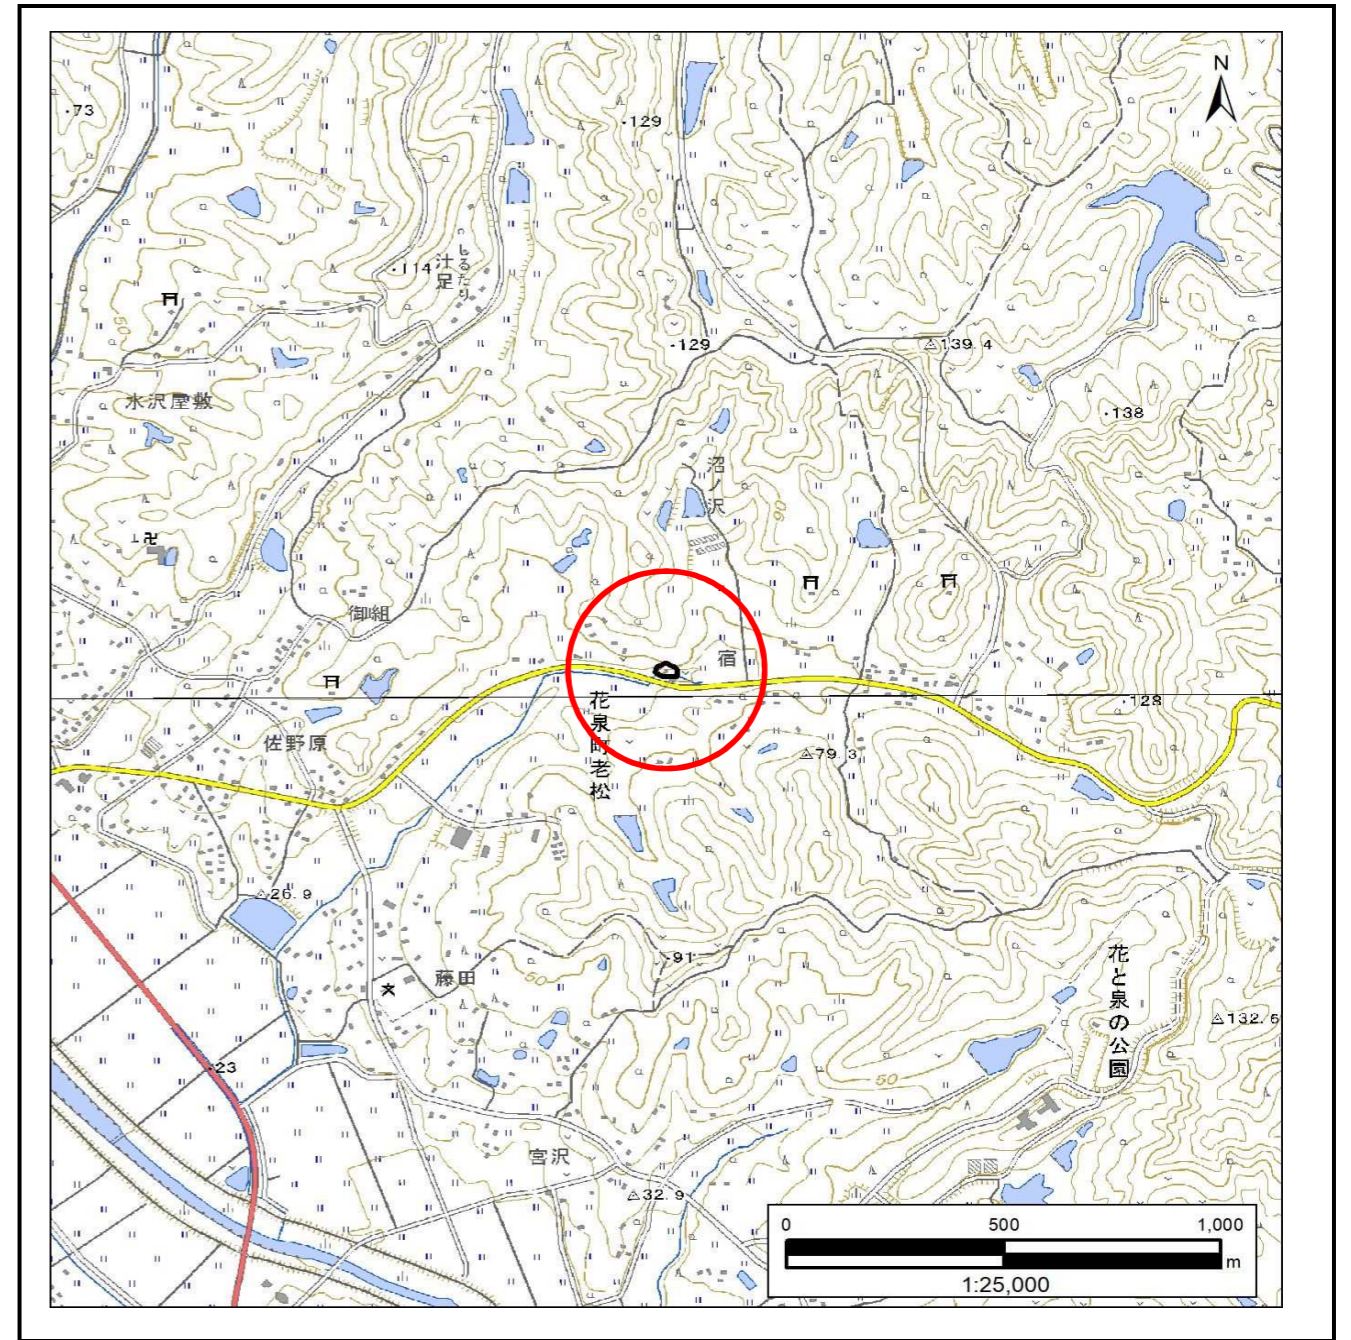 N
・73
・129
汁足
しるたり
・114
50
・129
139.4
水沢屋敷
・138
沼ノ沢
90
御組
宿
・128
花泉町老松
佐野原
79.3
26.9
・91
花と泉の公園
藤田
132.6
・23
50
宮沢
32.9
0 500 1,000
m
1:25,000